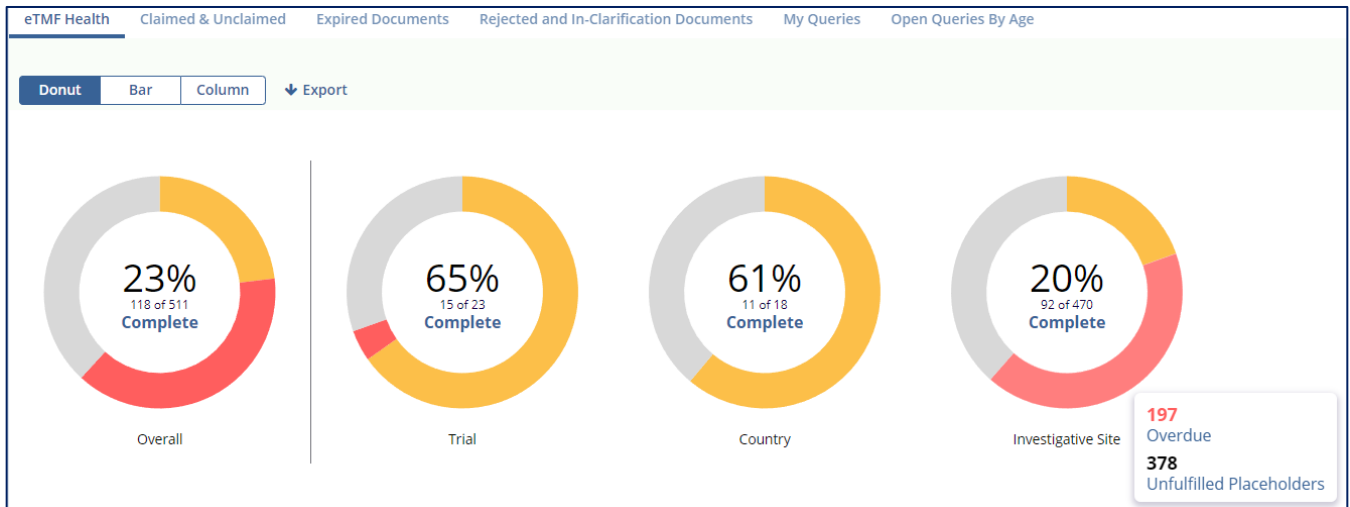 eTMF Health Claimed & Unclaimed Expired Documents Rejected and In-Clarification Documents My Queries Open Queries By Age
Donut Bar Column Export
23%
118 of 511
Complete
Overall
65%
15 of 23
Complete
Trial
61%
11 of 18
Complete
Country
20%
92 of 470
Complete
Investigative Site
197
Overdue
378
Unfulfilled Placeholders